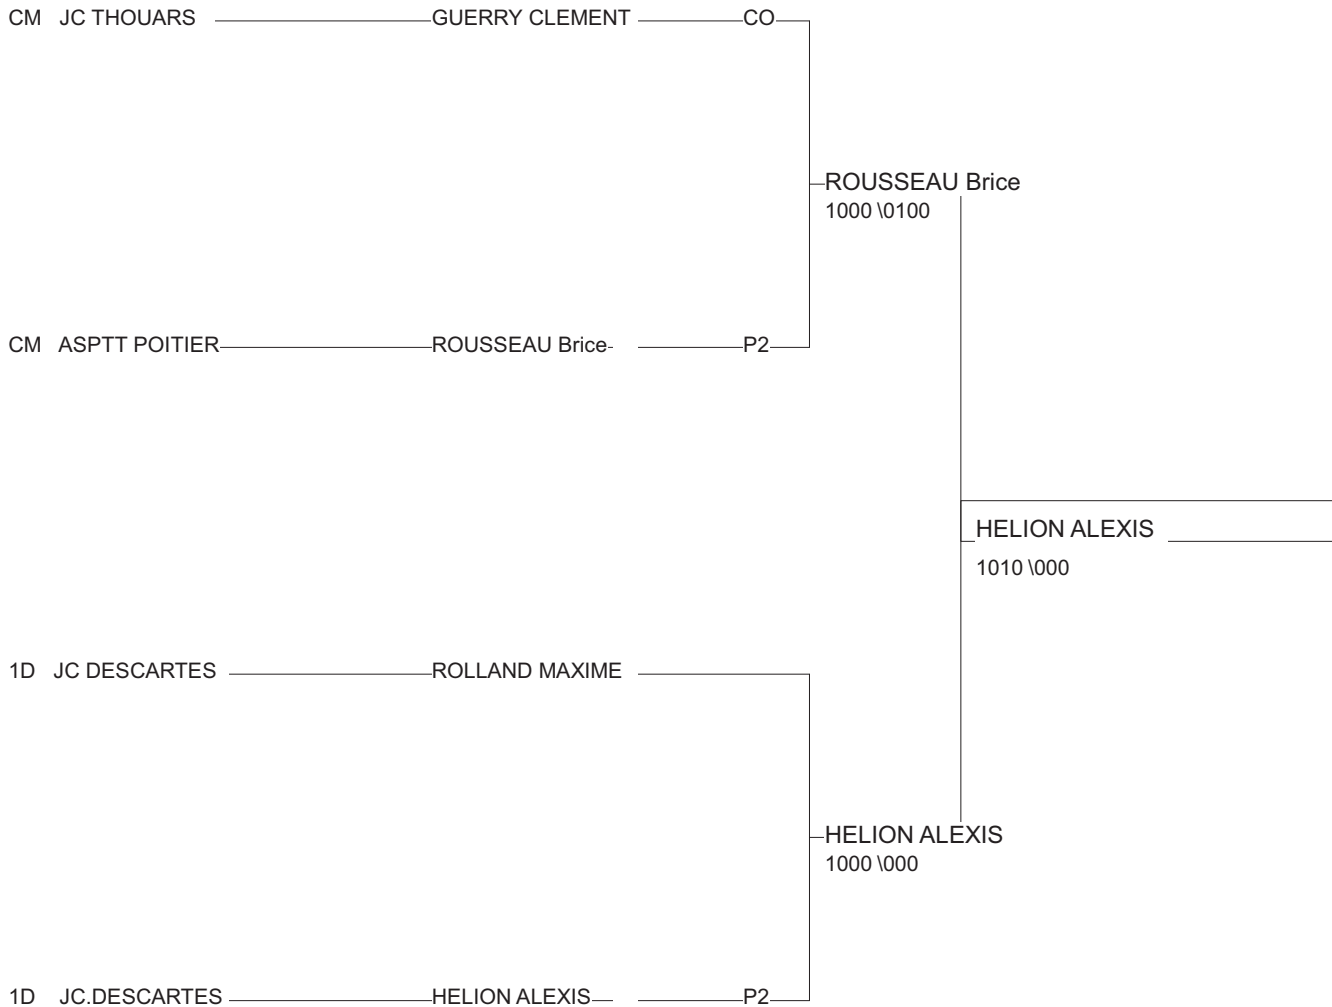 CM JC THOUARS GUERRY CLEMENT CO
ROUSSEAU Brice
1000 \0100
CM ASPTT POITIER ROUSSEAU Brice P2
HELION ALEXIS
1010 \000
1D JC DESCARTES ROLLAND MAXIME
HELION ALEXIS
1000 \000
1D JC.DESCARTES HELION ALEXIS P2